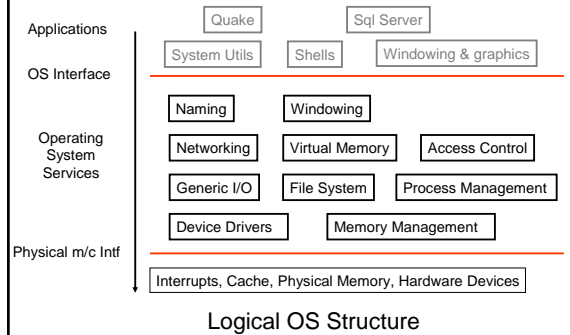 Applications
Quake
Sql Server
System Utils
Shells
Windowing & graphics
OS Interface
Naming
Windowing
Operating
System
Services
Networking
Virtual Memory
Access Control
Generic I/O
File System
Process Management
Device Drivers
Memory Management
Physical m/c Intf
Interrupts, Cache, Physical Memory, Hardware Devices
Logical OS Structure